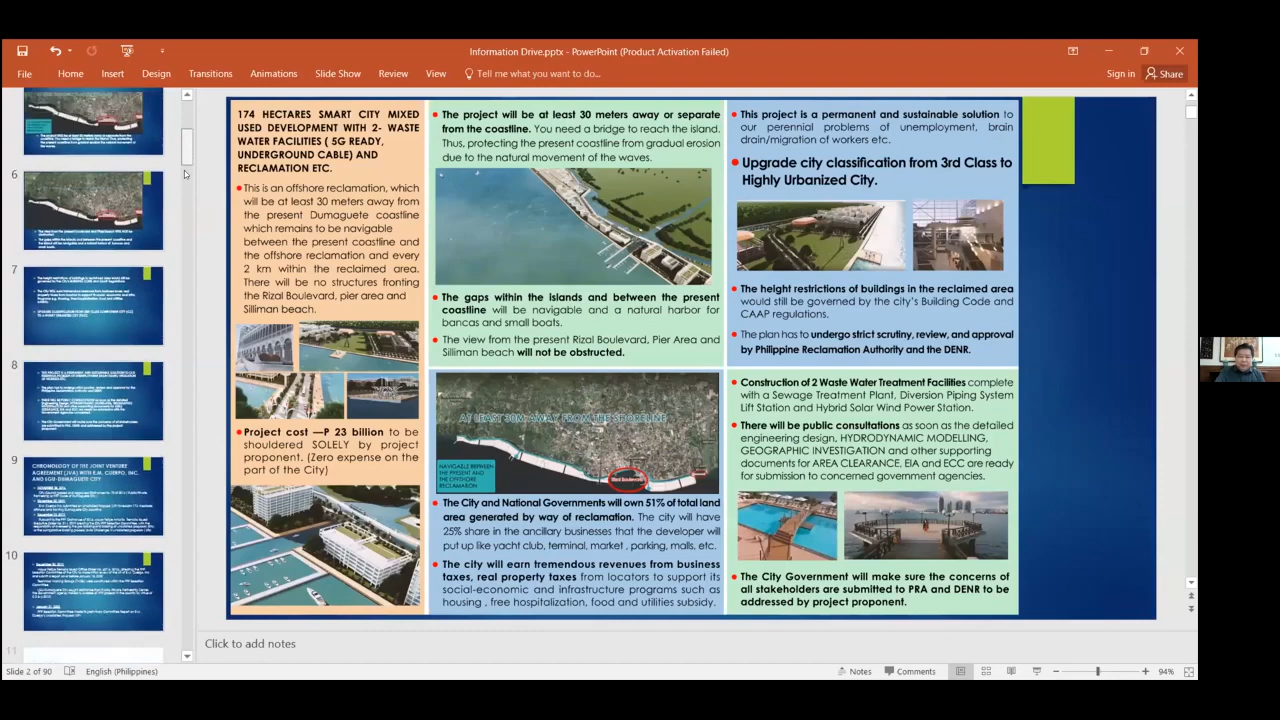 Information Drive.pptx - PowerPoint (Product Activation Failed)
File Home Insert Design Transitions Animations Slide Show Review View Tell me what you want to do... Sign in Share
6
7
8
9
10
11
CHRONOLOGY OF THE JOINT VENTURE
AGREEMENT (JVA) WITH E.M. CUERPO, INC.
AND LGU-DUMAGUETE CITY
174 HECTARES SMART CITY MIXED
USED DEVELOPMENT WITH 2- WASTE
WATER FACILITIES ( 5G READY,
UNDERGROUND CABLE) AND
RECLAMATION ETC.
• This is an offshore reclamation, which
will be at least 30 meters away from
the present Dumaguete coastline
which remains to be navigable
between the present coastline and
the offshore reclamation and every
2 km within the reclaimed area.
There will be no structures fronting
the Rizal Boulevard, pier area and
Silliman beach.
• Project cost —P 23 billion to be
shouldered SOLELY by project
proponent. (Zero expense on the
part of the City)
• The project will be at least 30 meters away or separate
from the coastline. You need a bridge to reach the island.
Thus, protecting the present coastline from gradual erosion
due to the natural movement of the waves.
• The gaps within the islands and between the present
coastline will be navigable and a natural harbor for
bancas and small boats.
• The view from the present Rizal Boulevard, Pier Area and
Silliman beach will not be obstructed.
AT LEAST 30M AWAY FROM THE SHORELINE
NAVIGABLE BETWEEN
THE PRESENT AND
THE OFFSHORE
RECLAMATION
Rizal Boulevard
• The City and National Governments will own 51% of total land
area generated by way of reclamation. The city will have
25% share in the ancillary businesses that the developer will
put up like yacht club, terminal, market , parking, malls, etc.
• The city will earn tremendous revenues from business
taxes, real property taxes from locators to support its
social-economic and infrastructure programs such as
housing , free hospitalization, food and utilities subsidy.
• This project is a permanent and sustainable solution to
our perennial problems of unemployment, brain
drain/migration of workers etc.
• Upgrade city classification from 3rd Class to
Highly Urbanized City.
• The height restrictions of buildings in the reclaimed area
would still be governed by the city's Building Code and
CAAP regulations.
• The plan has to undergo strict scrutiny, review, and approval
by Philippine Reclamation Authority and the DENR.
• Construction of 2 Waste Water Treatment Facilities complete
with a Sewage Treatment Plant, Diversion Piping System
Lift Station and Hybrid Solar Wind Power Station.
• There will be public consultations as soon as the detailed
engineering design, HYDRODYNAMIC MODELLING,
GEOGRAPHIC INVESTIGATION and other supporting
documents for AREA CLEARANCE, EIA and ECC are ready
for submission to concerned government agencies.
• The City Government will make sure the concerns of
all stakeholders are submitted to PRA and DENR to be
addressed by project proponent.
Click to add notes
Slide 2 of 90 English (Philippines) Notes Comments 94%